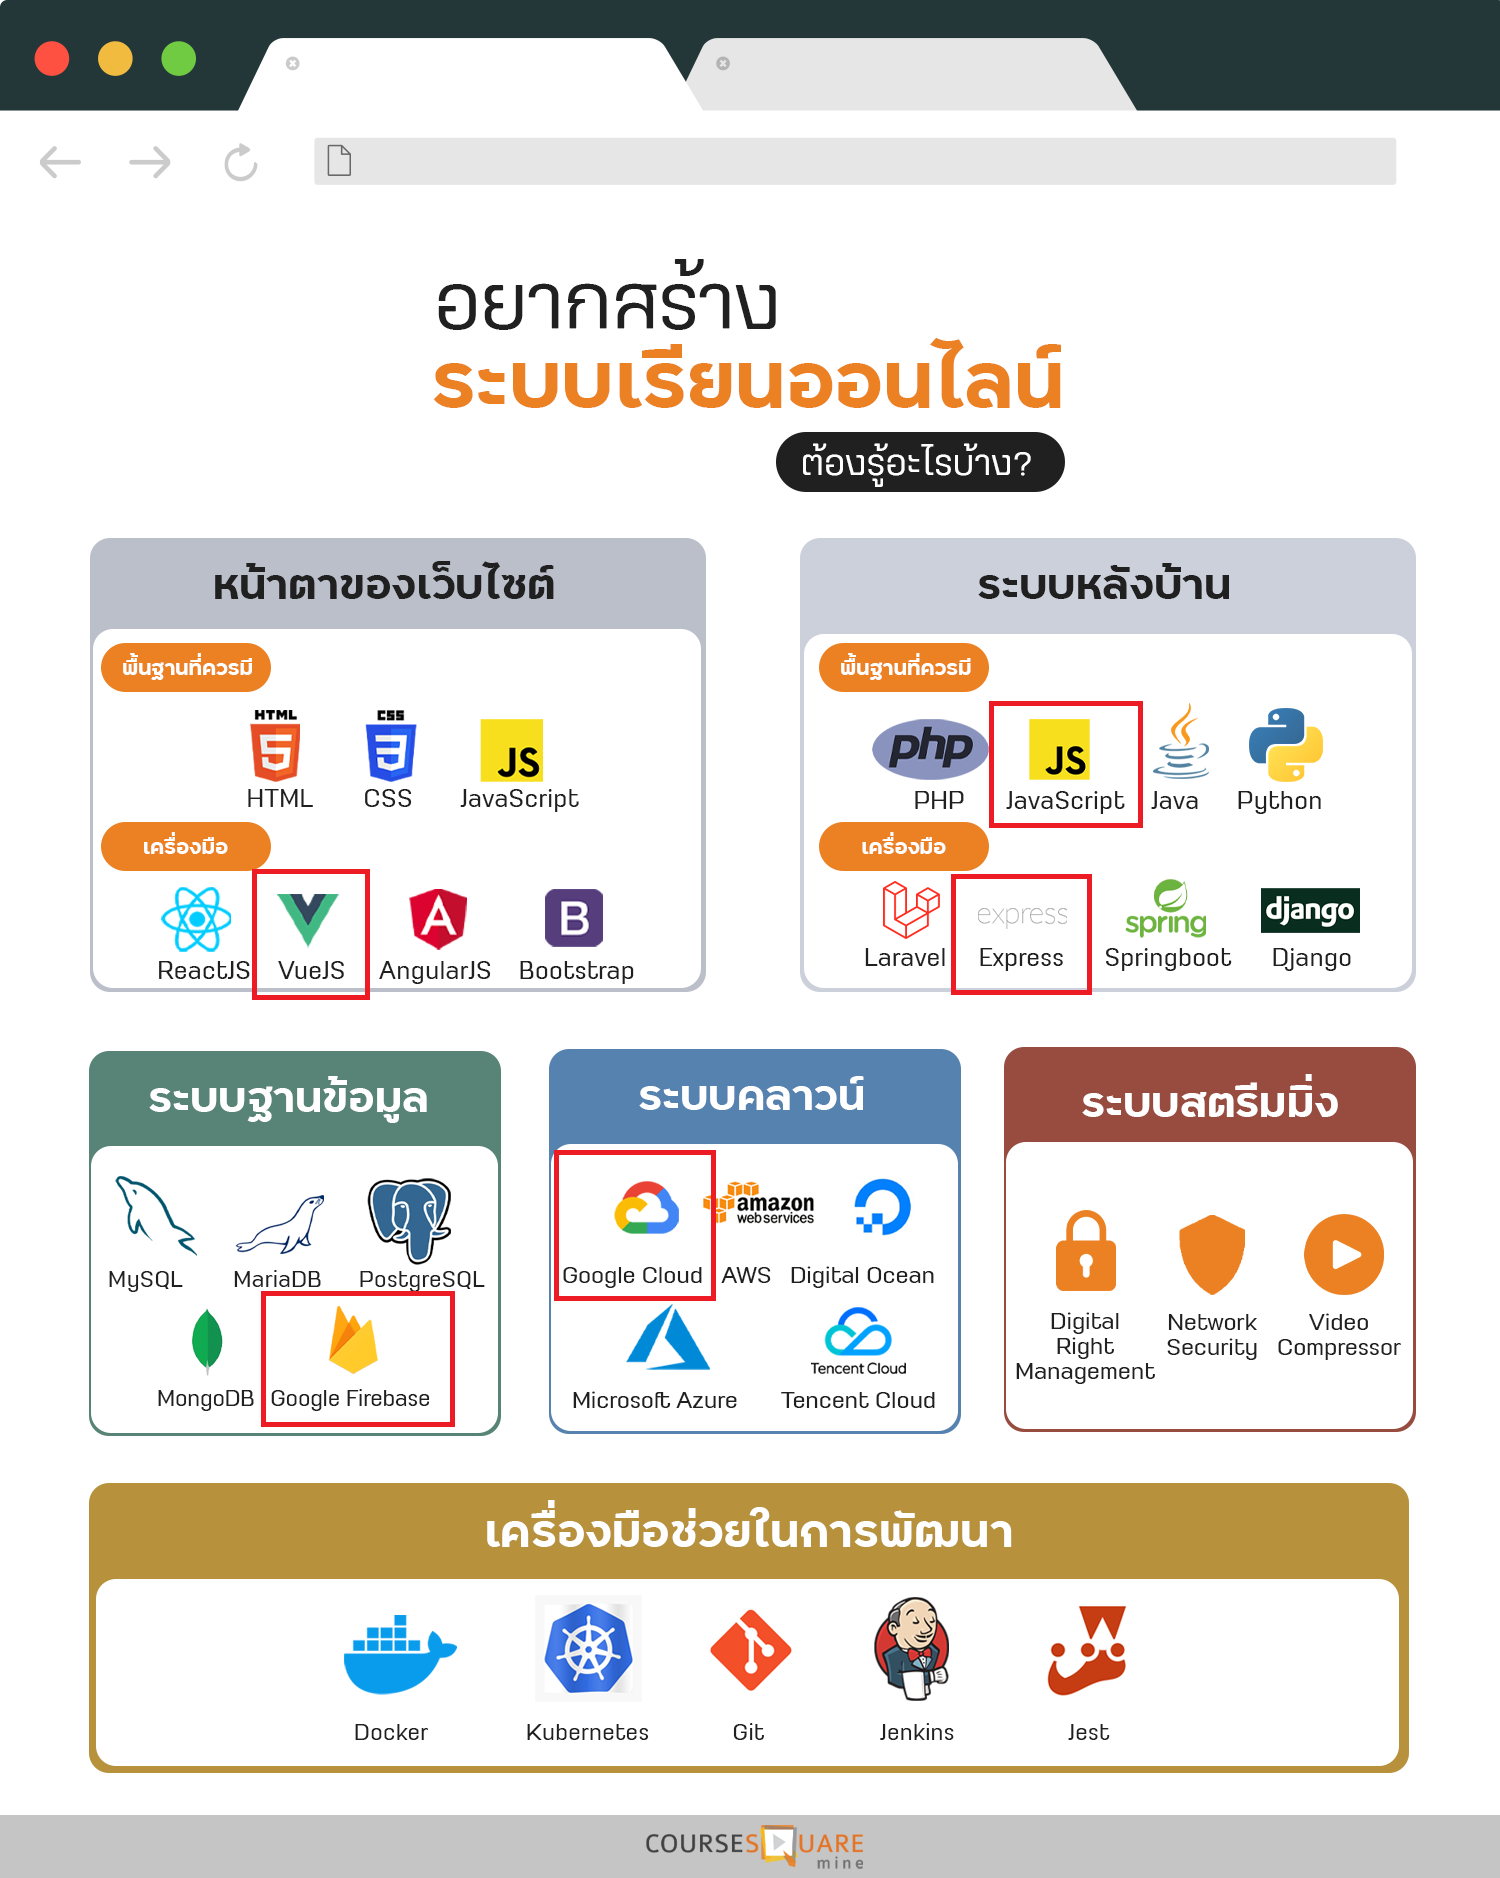 อยากสร้าง
ระบบเรียนออนไลน์
ต้องรู้อะไรบ้าง?
หน้าตาของเว็บไซต์
พื้นฐานที่ควรมี
HTML CSS JS
HTML CSS JavaScript
เครื่องมือ
A B
ReactJS VueJS AngularJS Bootstrap
ระบบหลังบ้าน
พื้นฐานที่ควรมี
php JS
PHP JavaScript Java Python
เครื่องมือ
express spring django
Laravel Express Springboot Django
ระบบฐานข้อมูล
MySQL MariaDB PostgreSQL
MongoDB Google Firebase
ระบบคลาวน์
amazon
webservices
Google Cloud AWS Digital Ocean
Tencent Cloud
Microsoft Azure Tencent Cloud
ระบบสตรีมมิ่ง
Digital
Right
Management
Network
Security
Video
Compressor
เครื่องมือช่วยในการพัฒนา
Docker Kubernetes Git Jenkins Jest
COURSESQUARE
mine